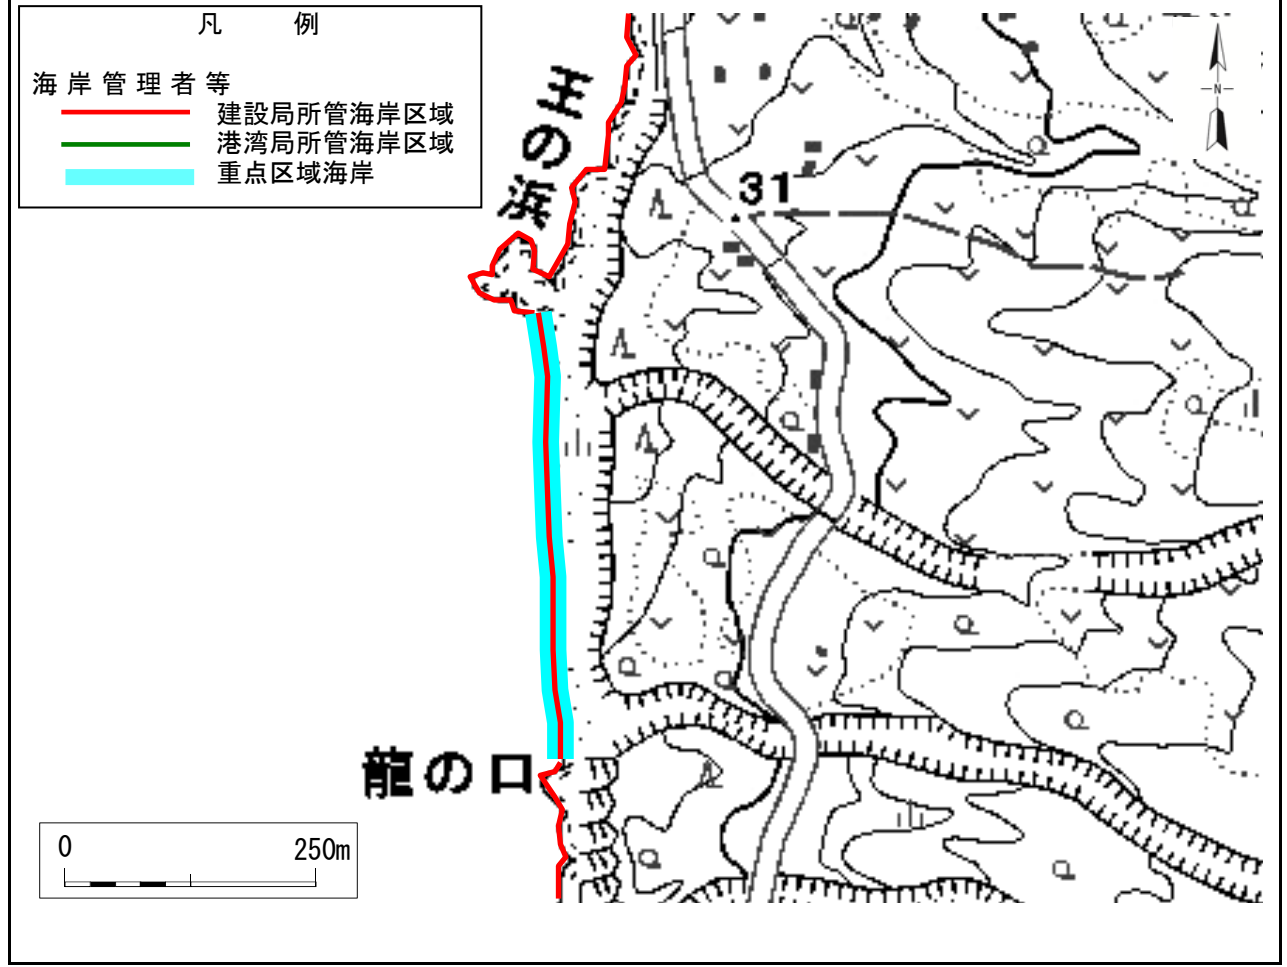 凡 例
海岸管理者等
建設局所管海岸区域
港湾局所管海岸区域
重点区域海岸
N
王の浜
31
龍の口
0 250m